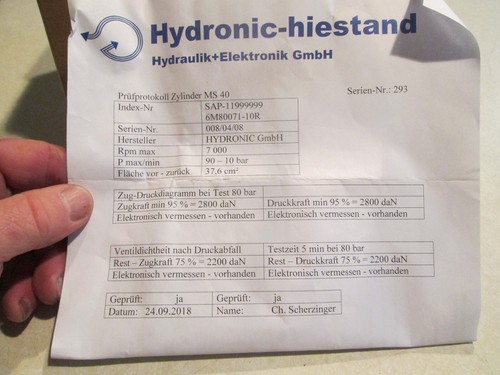 Hydronic-hiestand
Hydraulik+Elektronik GmbH
Prüfprotokoll Zylinder MS 40 Serien-Nr.: 293
Index-Nr SAP-11999999
6M80071-10R
Serien-Nr. 008/04/08
Hersteller HYDRONIC GmbH
Rpm max 7 000
P max/min 90 – 10 bar
Fläche vor - zurück 37,6 cm²
Zug-Druckdiagramm bei Test 80 bar
Zugkraft min 95 % = 2800 daN Druckkraft min 95 % = 2800 daN
Elektronisch vermessen - vorhanden Elektronisch vermessen - vorhanden
Ventildichtheit nach Druckabfall Testzeit 5 min bei 80 bar
Rest – Zugkraft 75 % = 2200 daN Rest – Druckkraft 75 % = 2200 daN
Elektronisch vermessen - vorhanden Elektronisch vermessen - vorhanden
Geprüft: ja Geprüft: ja
Datum: 24.09.2018 Name: Ch. Scherzinger